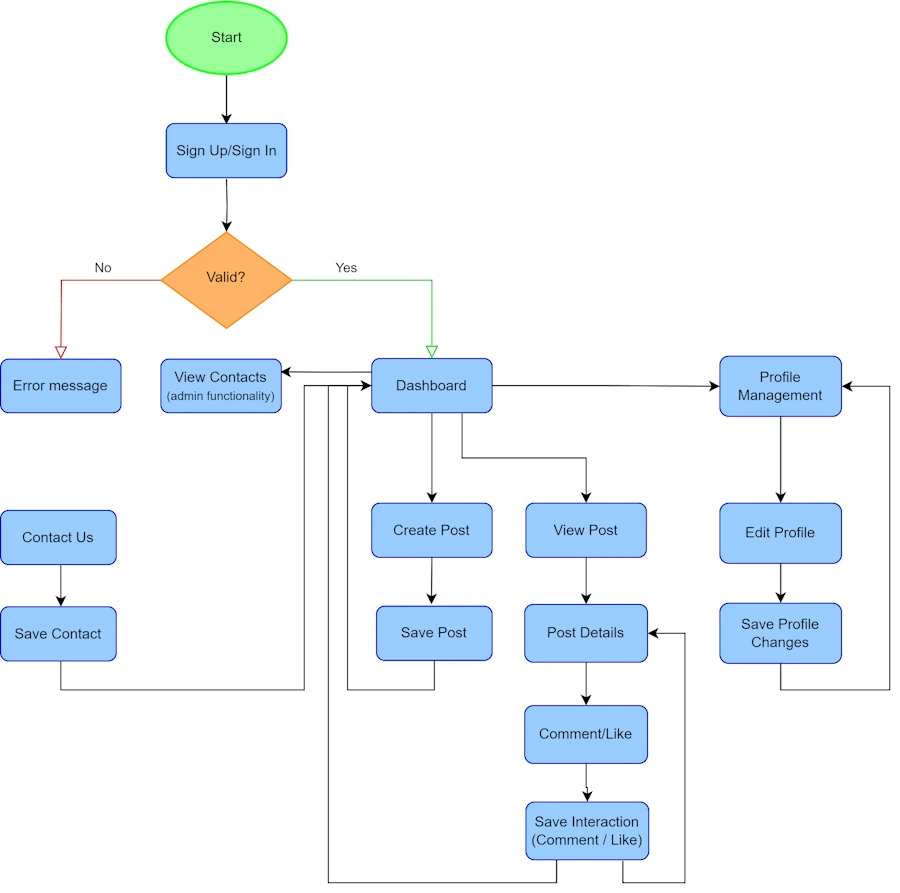 Start
Sign Up/Sign In
Valid?
No
Yes
Error message
View Contacts
(admin functionality)
Dashboard
Profile
Management
Contact Us
Create Post
View Post
Edit Profile
Save Contact
Save Post
Post Details
Save Profile
Changes
Comment/Like
Save Interaction
(Comment / Like)